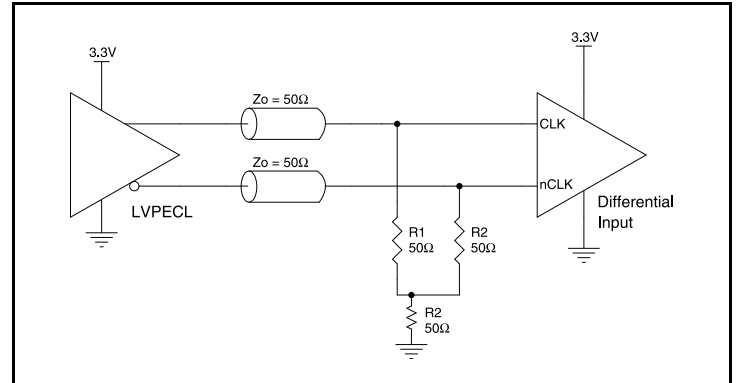 3.3V
3.3V
Zo = 50Ω
CLK
Zo = 50Ω
nCLK
LVPECL
Differential
Input
R1
50Ω
R2
50Ω
R2
50Ω